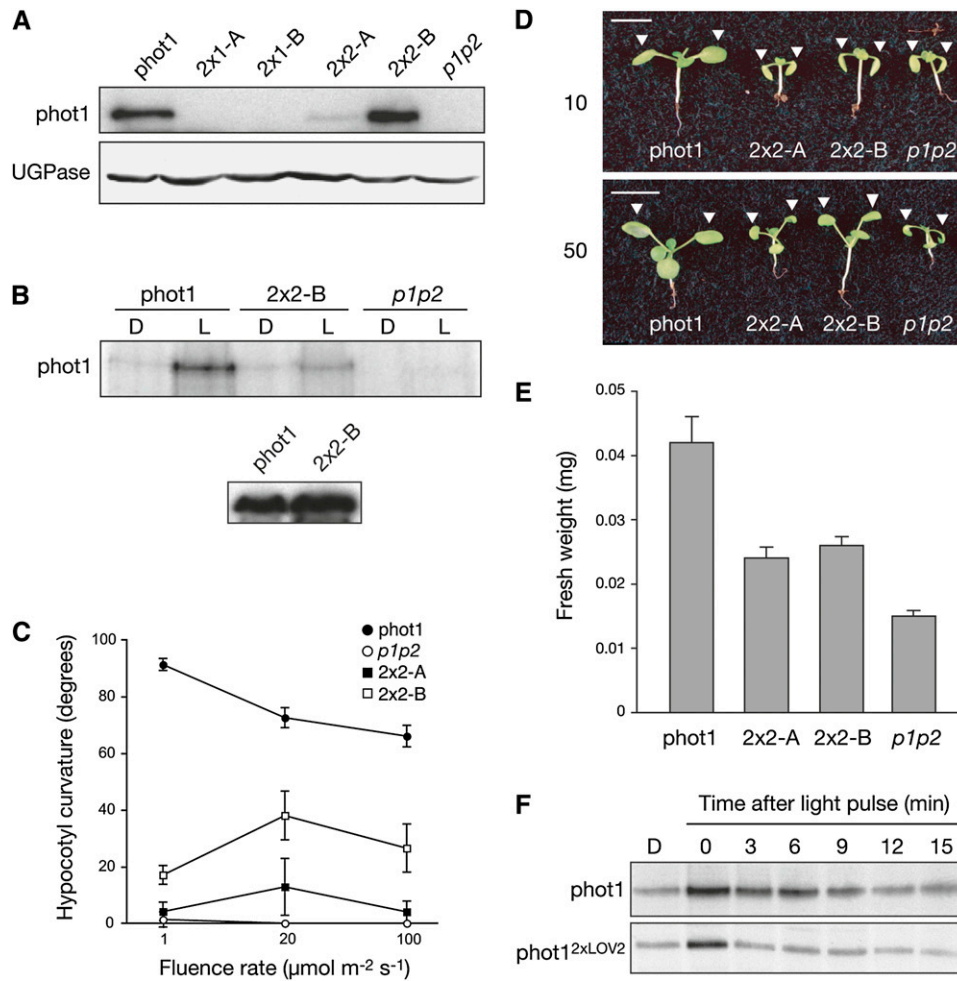 A
phot1 2x1-A 2x1-B 2x2-A 2x2-B p1p2
phot1
UGPase
B
phot1 2x2-B p1p2
D L D L D L
phot1
phot1 2x2-B
C
phot1
p1p2
2x2-A
2x2-B
Hypocotyl curvature (degrees)
100
80
60
40
20
0
1 20 100
Fluence rate (µmol m⁻² s⁻¹)
D
10
phot1 2x2-A 2x2-B p1p2
50
phot1 2x2-A 2x2-B p1p2
E
Fresh weight (mg)
0.05
0.04
0.03
0.02
0.01
0
phot1 2x2-A 2x2-B p1p2
F
Time after light pulse (min)
D 0 3 6 9 12 15
phot1
phot1²ˣᴸᴼⱽ²